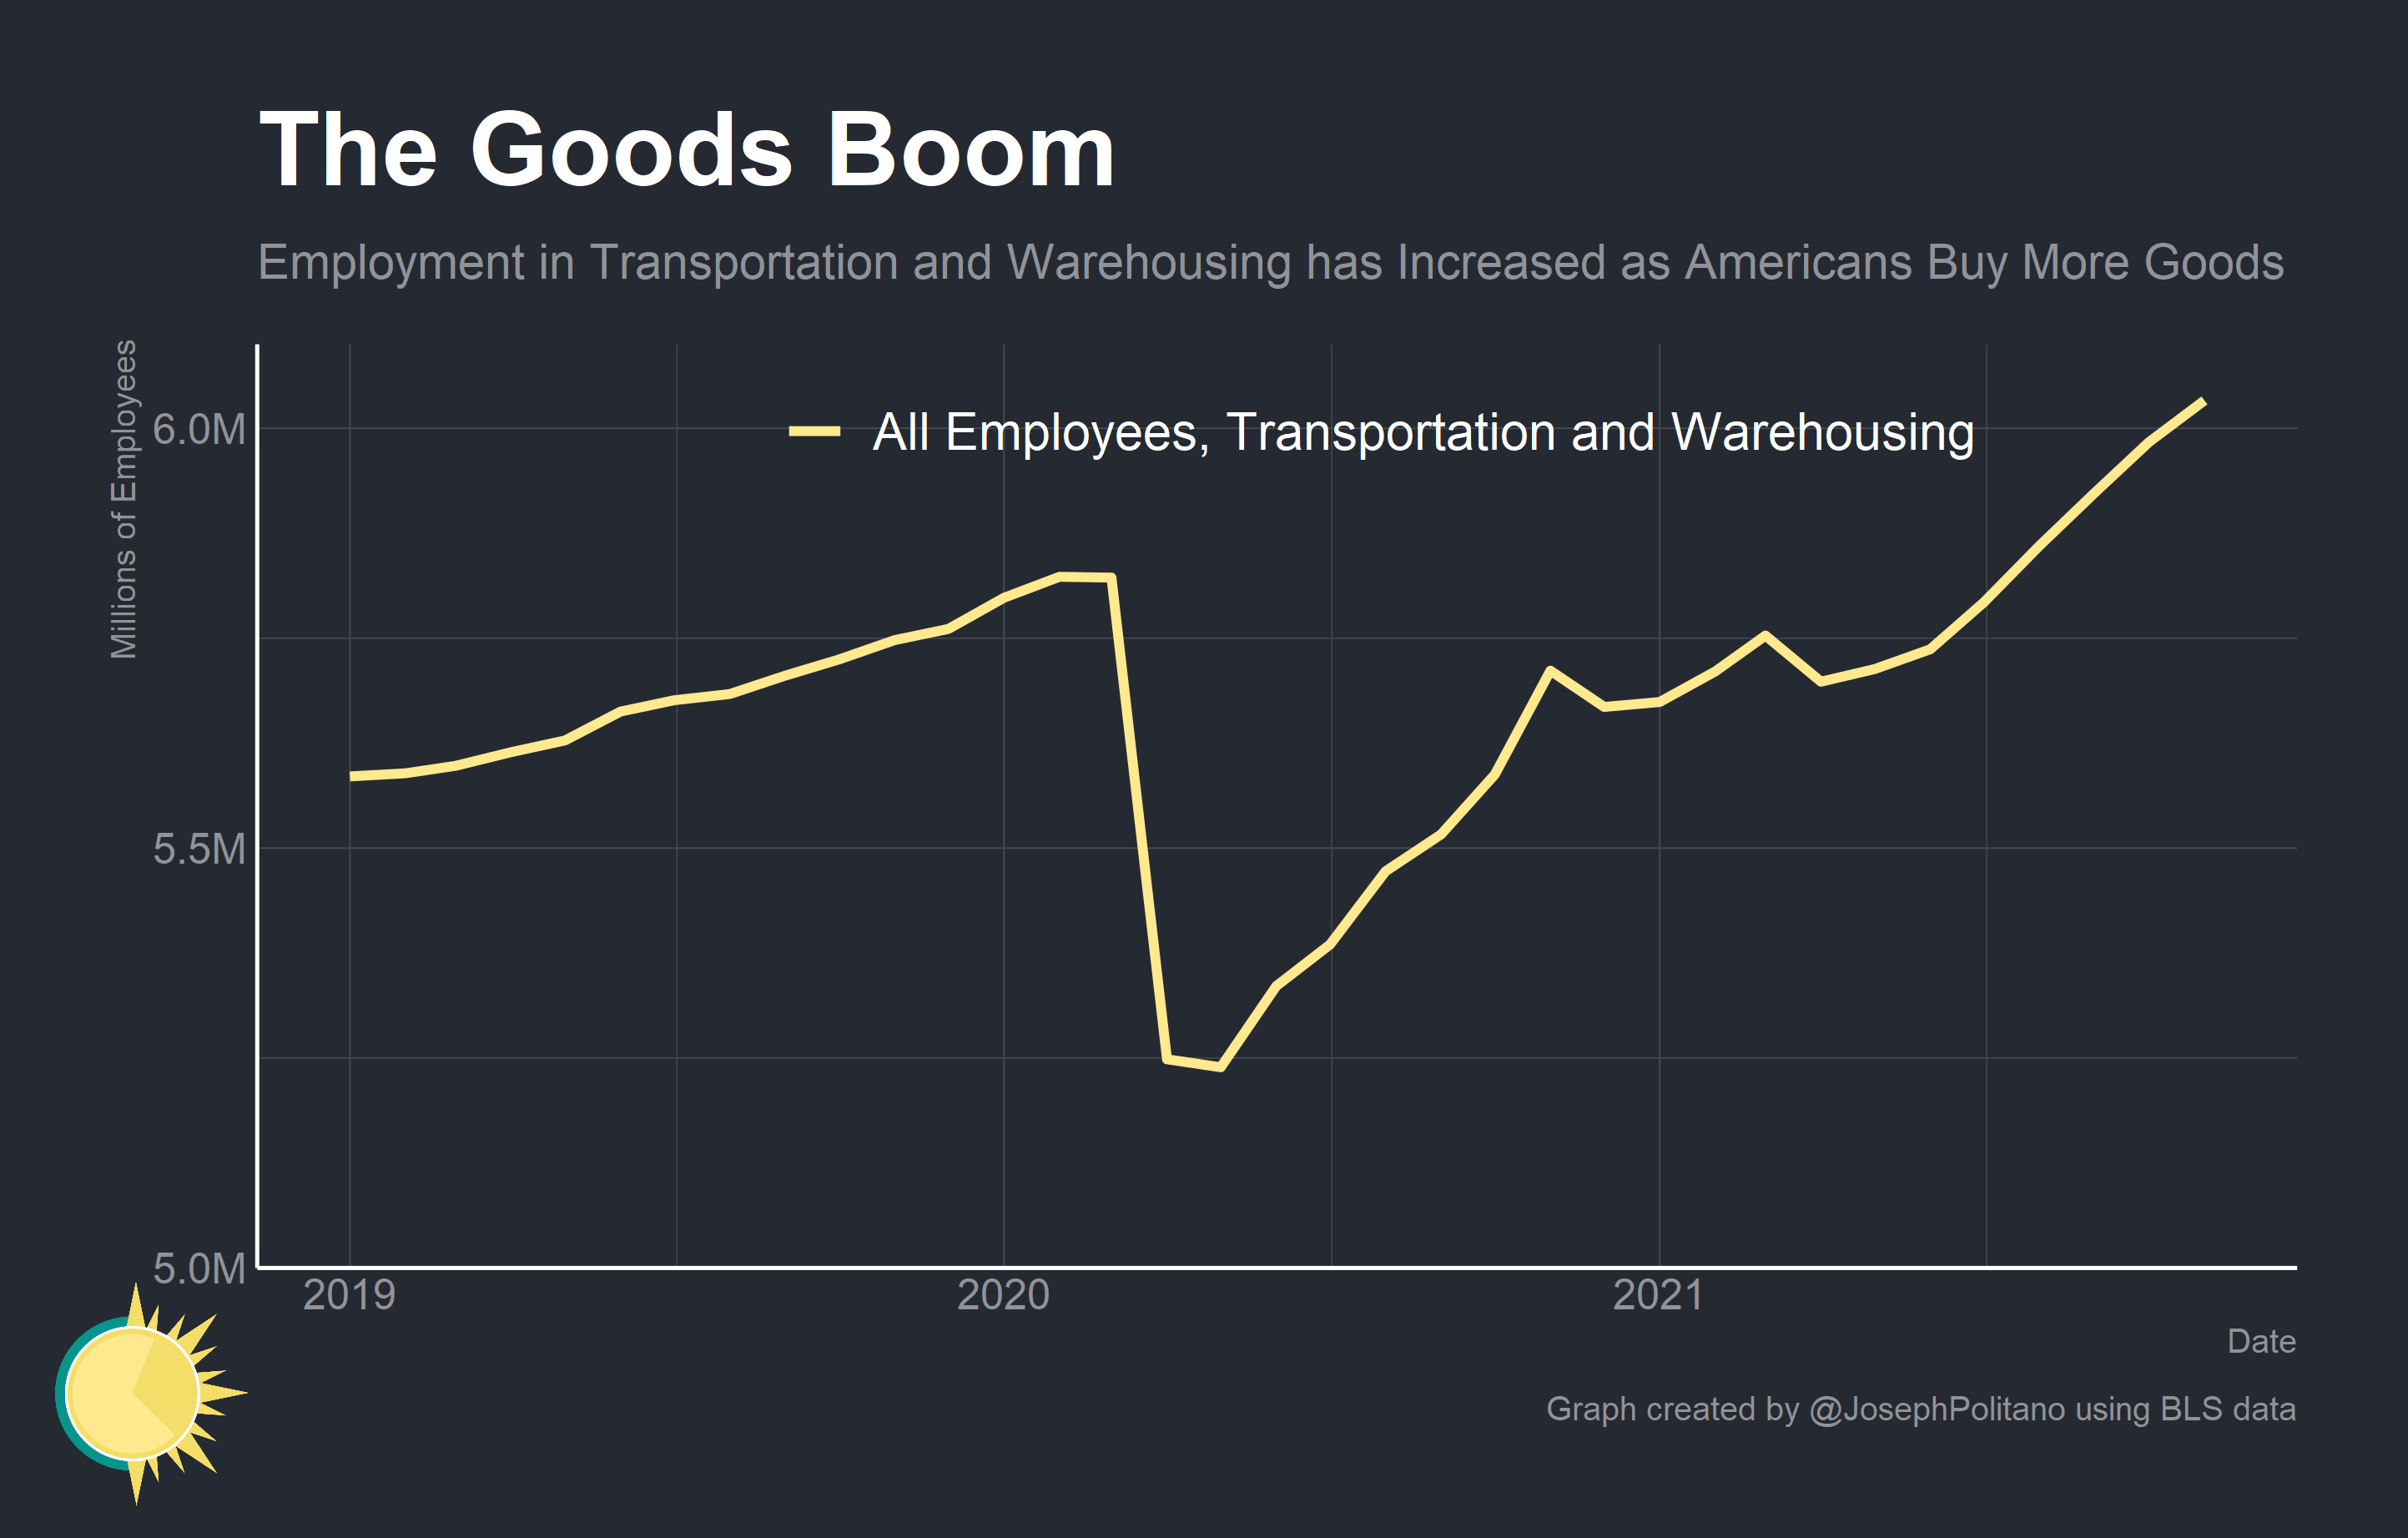 The Goods Boom
Employment in Transportation and Warehousing has Increased as Americans Buy More Goods
Millions of Employees
6.0M
All Employees, Transportation and Warehousing
5.5M
5.0M
2019
2020
2021
Date
Graph created by @JosephPolitano using BLS data